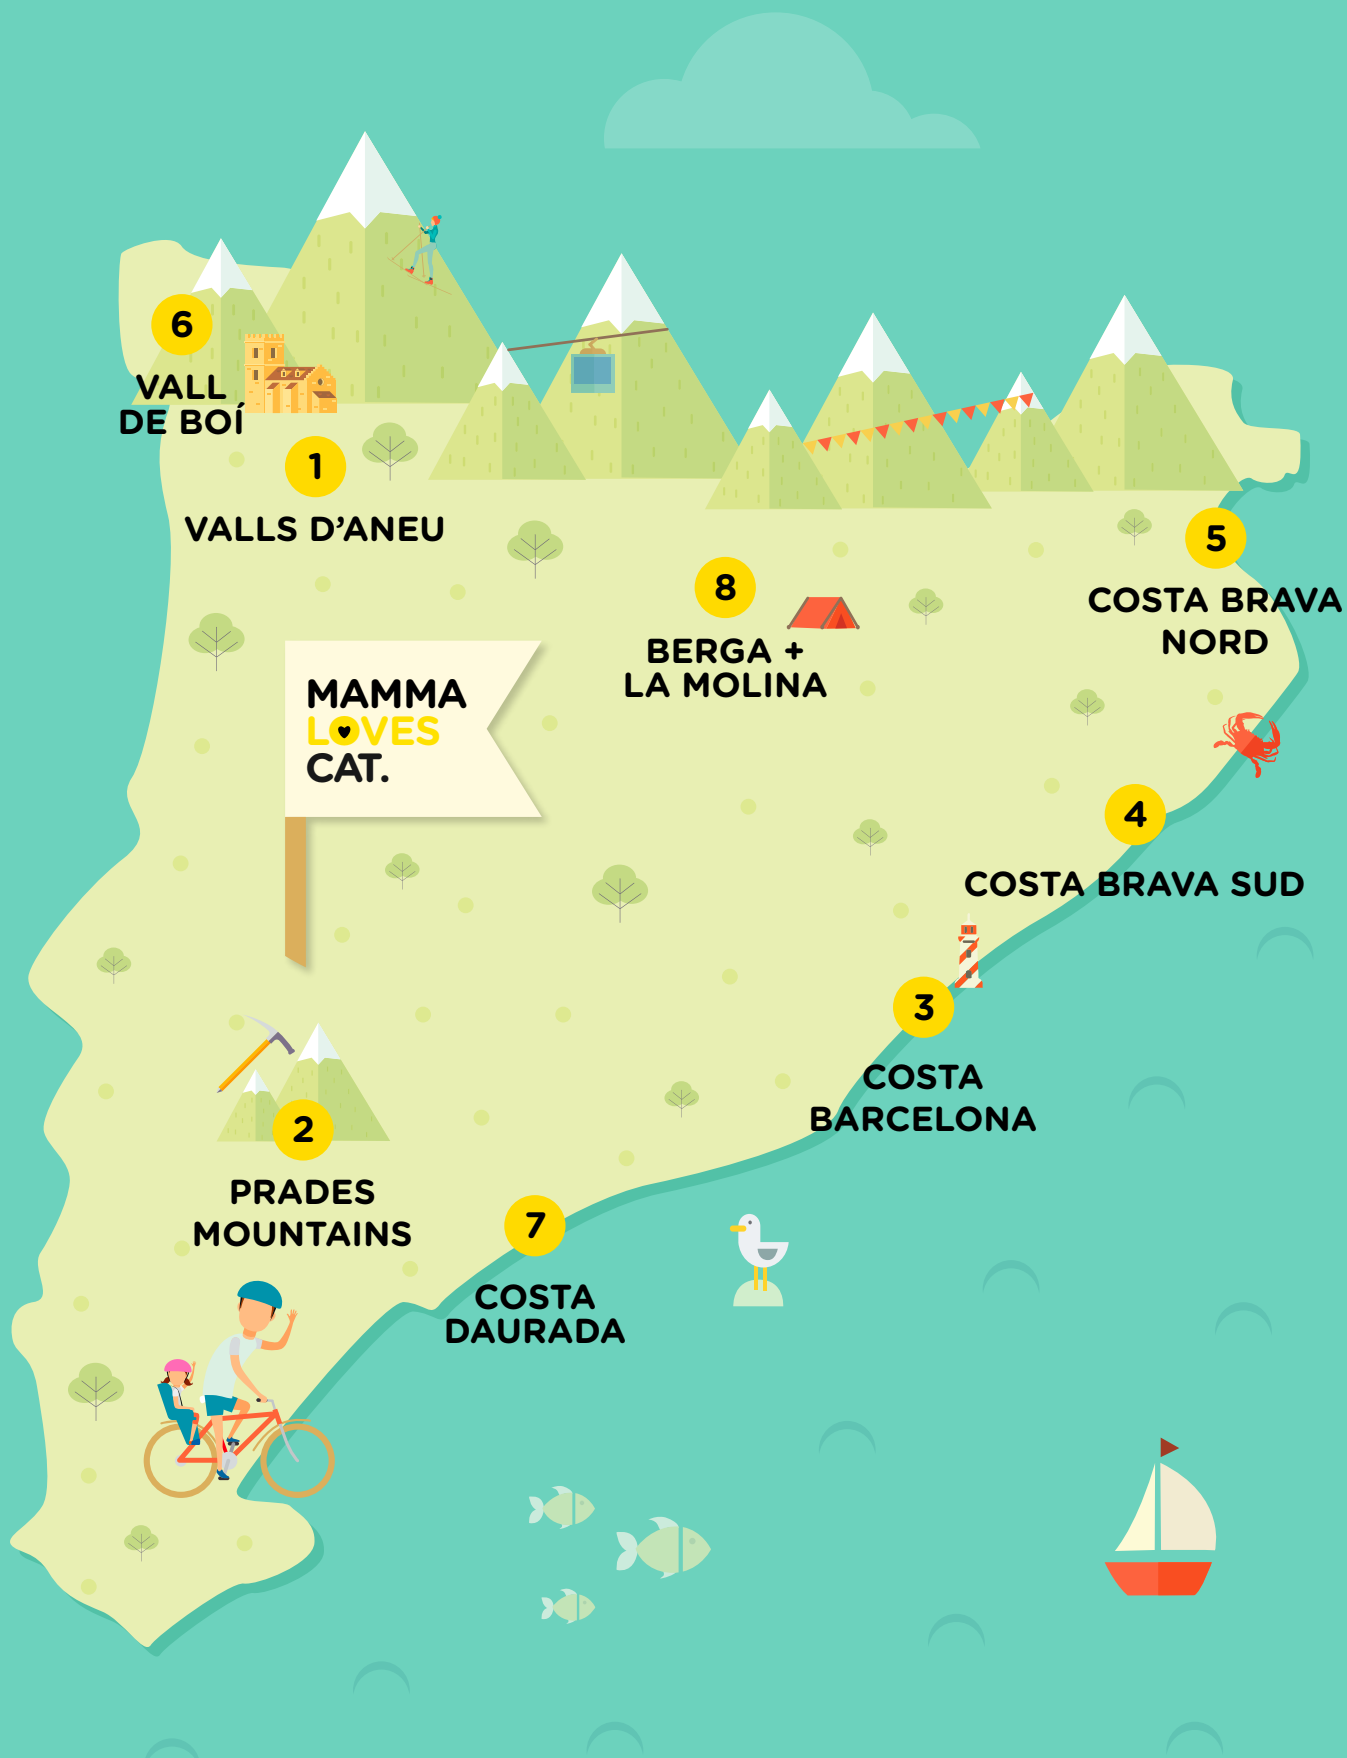 6
VALL
DE BOÍ
1
VALLS D’ANEU
5
COSTA BRAVA
NORD
8
BERGA +
LA MOLINA
MAMMA
LOVES
CAT.
4
COSTA BRAVA SUD
3
COSTA
BARCELONA
2
PRADES
MOUNTAINS
7
COSTA
DAURADA